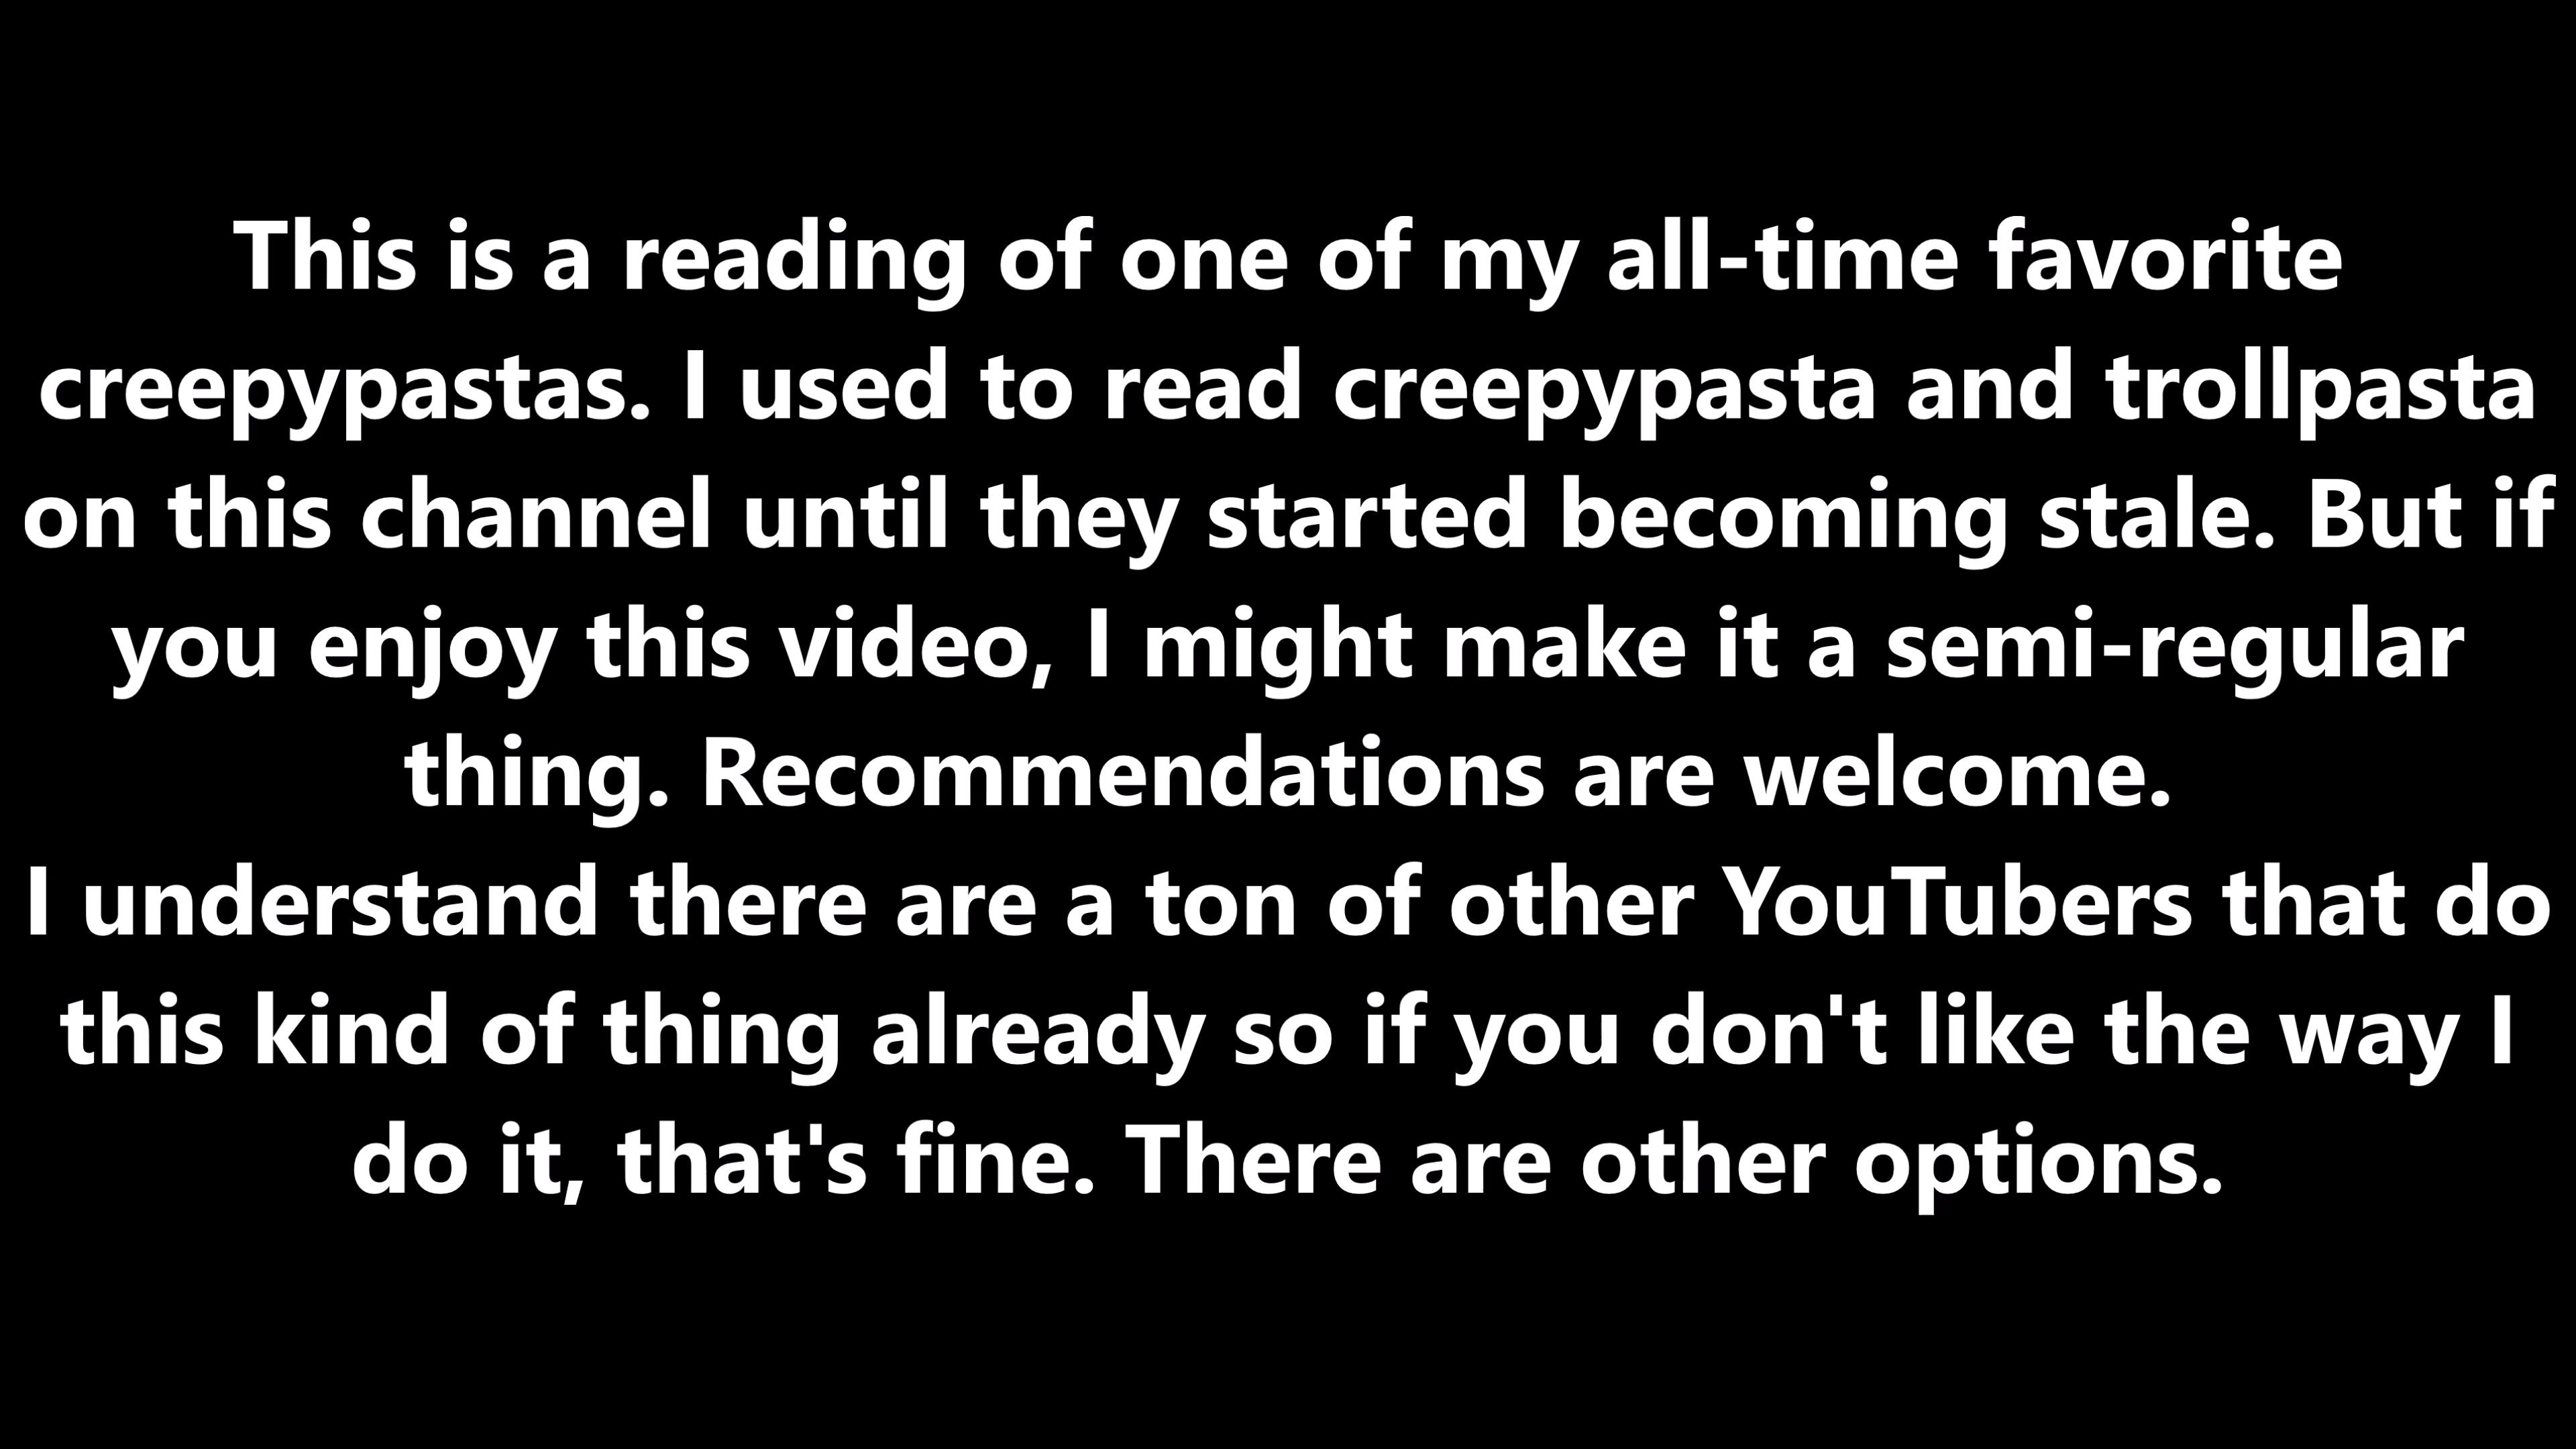 This is a reading of one of my all-time favorite
creepypastas. I used to read creepypasta and trollpasta
on this channel until they started becoming stale. But if
you enjoy this video, I might make it a semi-regular
thing. Recommendations are welcome.
I understand there are a ton of other YouTubers that do
this kind of thing already so if you don't like the way I
do it, that's fine. There are other options.